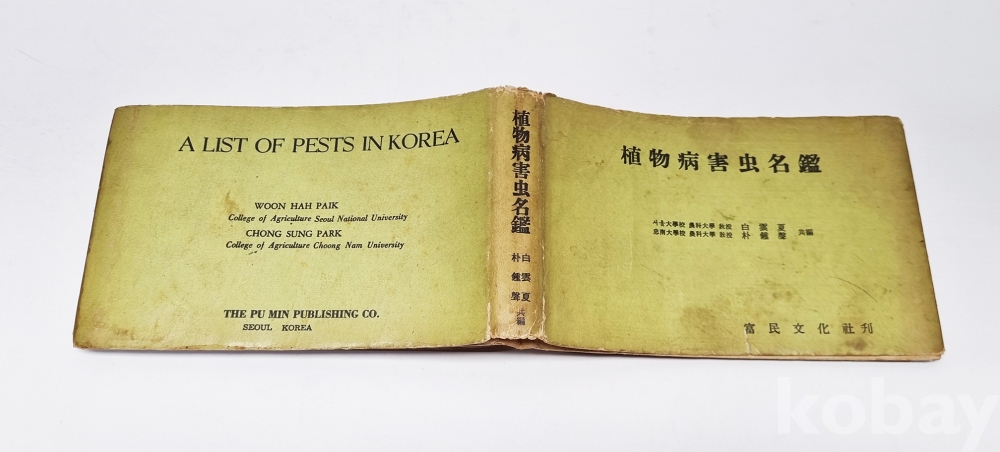 A LIST OF PESTS IN KOREA
WOON HAH PAIK
College of Agriculture Seoul National University
CHONG SUNG PARK
College of Agriculture Choong Nam University
THE PU MIN PUBLISHING CO.
SEOUL KOREA
植物病害虫名鑑
白雲夏
朴鍾聲
共編
植物病害虫名鑑
서울大學校 農科大學 敎授 白雲夏
忠南大學校 農科大學 敎授 朴鍾聲
共編
富民文化社刊
kobay